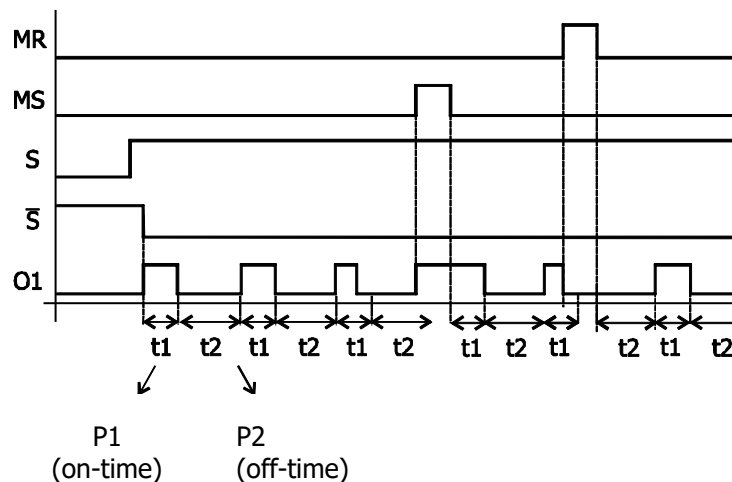 MR
MS
S
S̅
O1
t1 t2 t1 t2 t1 t2 t1 t2 t1 t2 t1 t2
P1 P2
(on-time) (off-time)